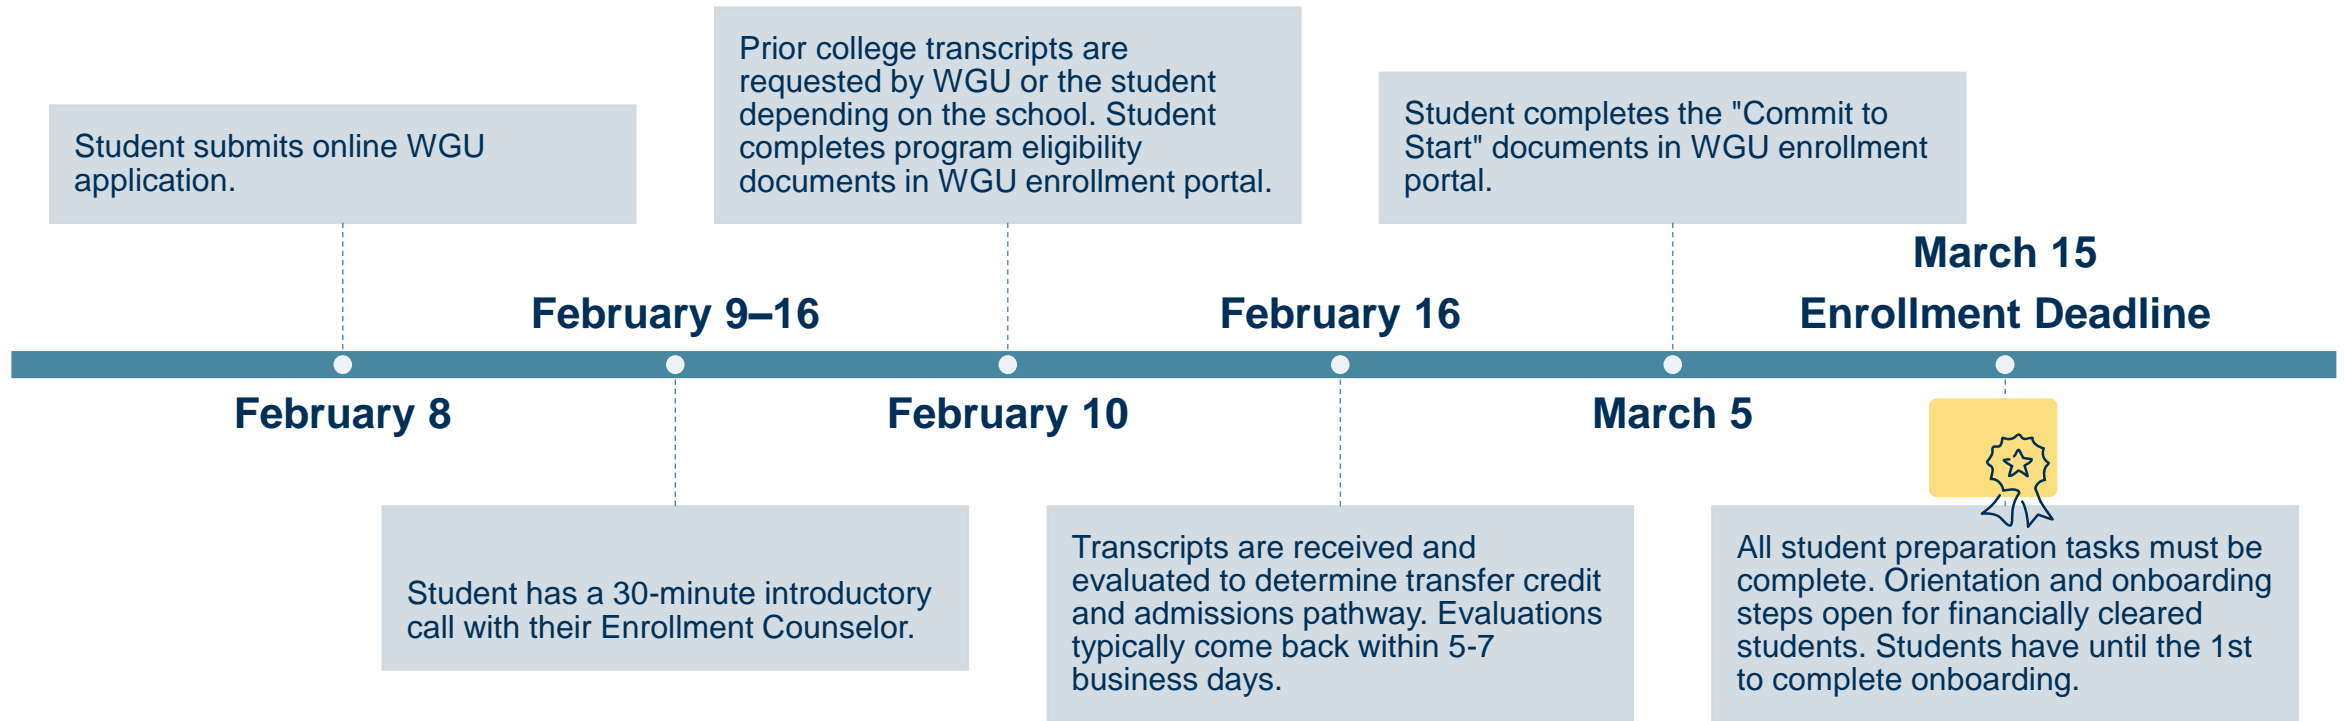 Student submits online WGU
application.
February 8
February 9–16
Student has a 30-minute introductory
call with their Enrollment Counselor.
Prior college transcripts are
requested by WGU or the student
depending on the school. Student
completes program eligibility
documents in WGU enrollment portal.
February 10
February 16
Transcripts are received and
evaluated to determine transfer credit
and admissions pathway. Evaluations
typically come back within 5-7
business days.
Student completes the "Commit to
Start" documents in WGU enrollment
portal.
March 5
March 15
Enrollment Deadline
All student preparation tasks must be
complete. Orientation and onboarding
steps open for financially cleared
students. Students have until the 1st
to complete onboarding.